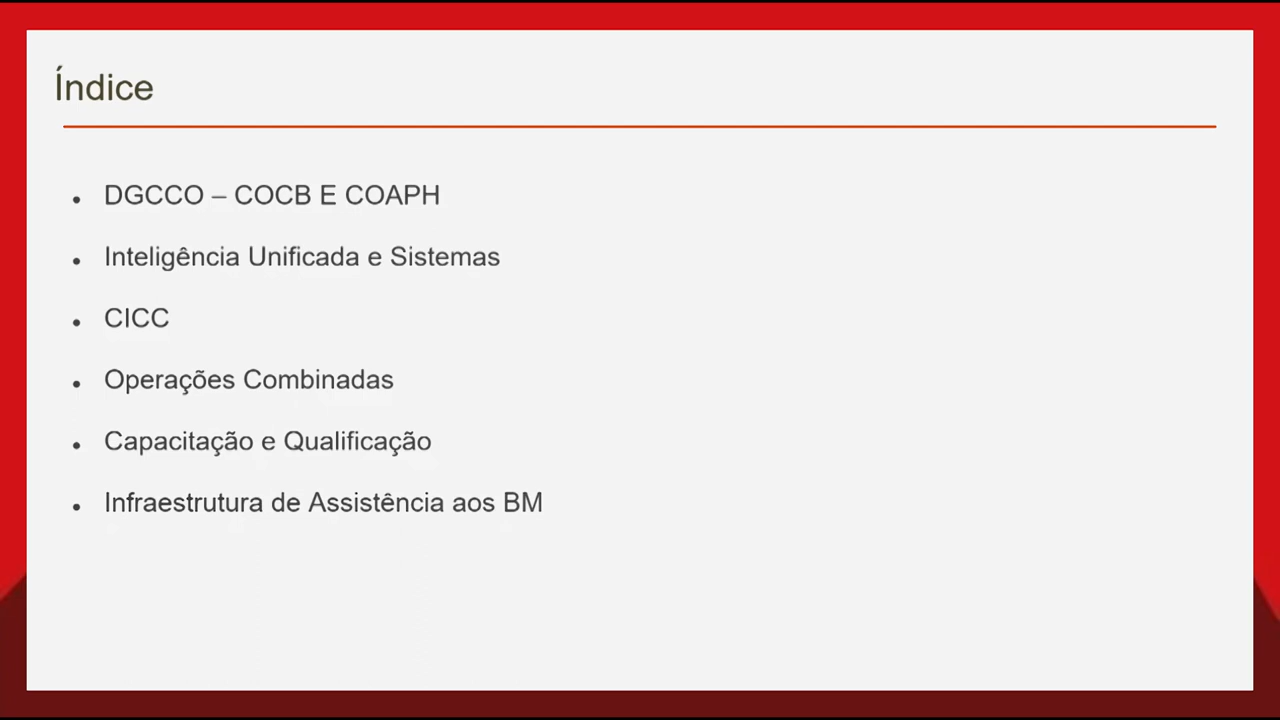 Índice
• DGCCO – COCB E COAPH
• Inteligência Unificada e Sistemas
• CICC
• Operações Combinadas
• Capacitação e Qualificação
• Infraestrutura de Assistência aos BM